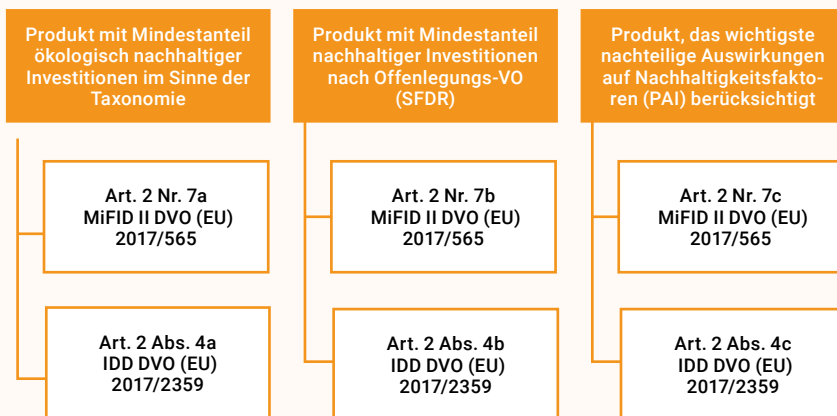 Produkt mit Mindestanteil
ökologisch nachhaltiger
Investitionen im Sinne der
Taxonomie
Art. 2 Nr. 7a
MiFID II DVO (EU)
2017/565
Art. 2 Abs. 4a
IDD DVO (EU)
2017/2359
Produkt mit Mindestanteil
nachhaltiger Investitionen
nach Offenlegungs-VO
(SFDR)
Art. 2 Nr. 7b
MiFID II DVO (EU)
2017/565
Art. 2 Abs. 4b
IDD DVO (EU)
2017/2359
Produkt, das wichtigste
nachteilige Auswirkungen
auf Nachhaltigkeitsfakto-
ren (PAI) berücksichtigt
Art. 2 Nr. 7c
MiFID II DVO (EU)
2017/565
Art. 2 Abs. 4c
IDD DVO (EU)
2017/2359